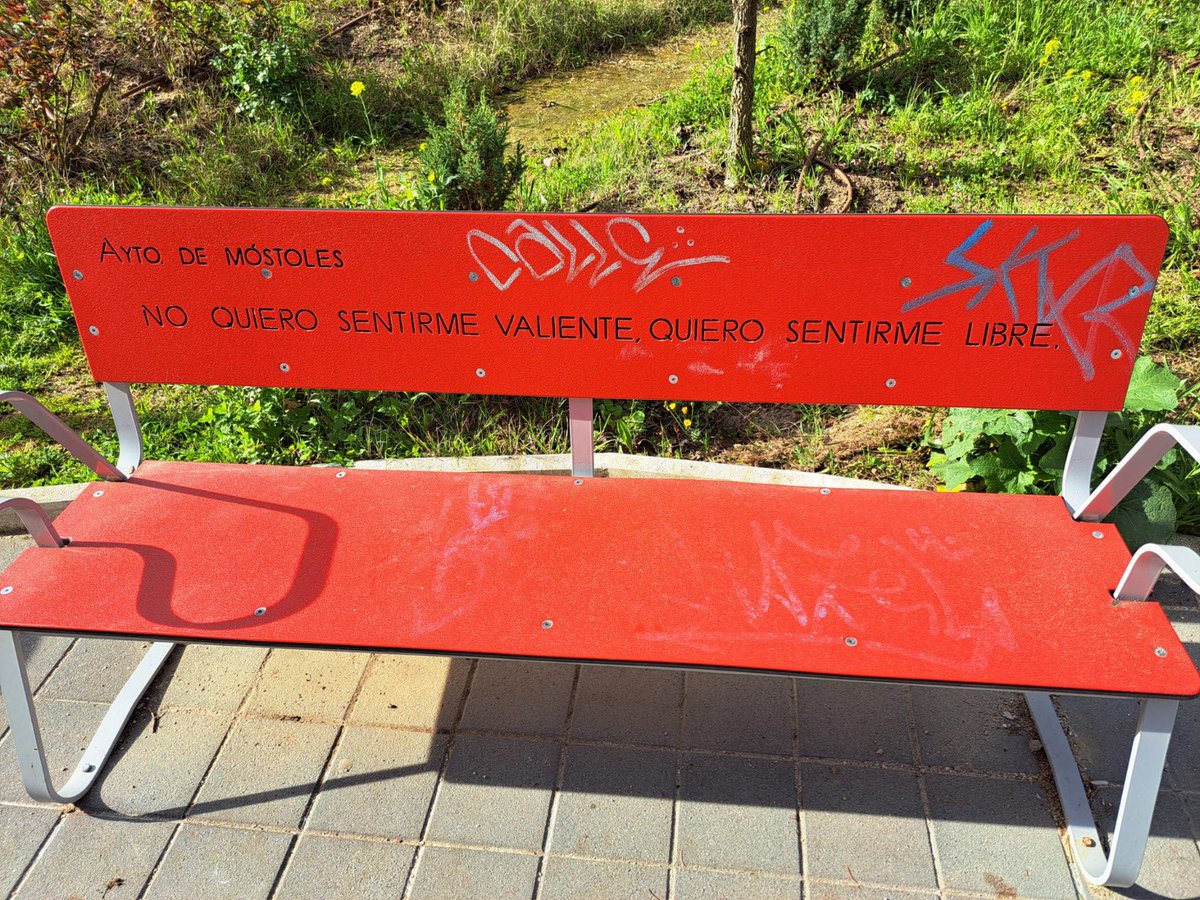 AYTO. DE MÓSTOLES
NO QUIERO SENTIRME VALIENTE, QUIERO SENTIRME LIBRE.